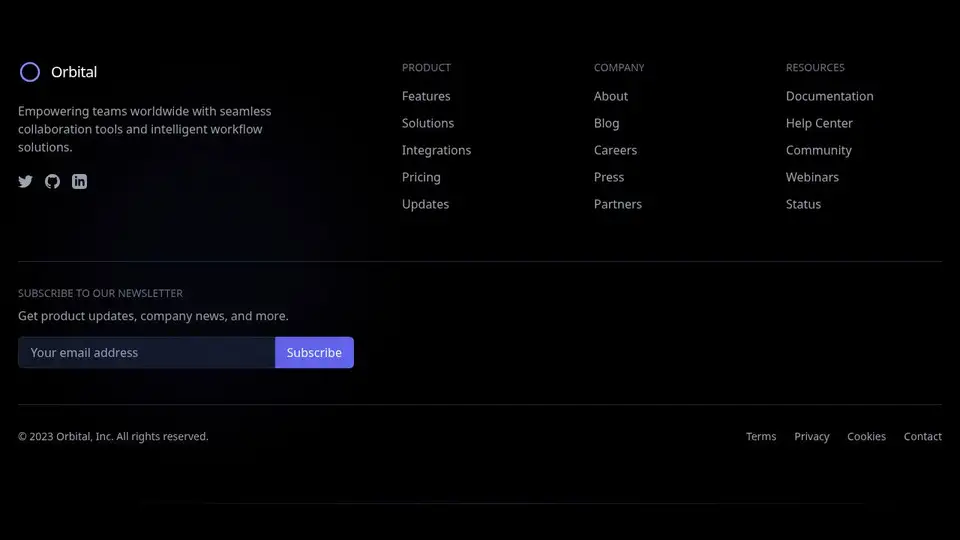 Orbital
Empowering teams worldwide with seamless
collaboration tools and intelligent workflow
solutions.
PRODUCT
Features
Solutions
Integrations
Pricing
Updates
COMPANY
About
Blog
Careers
Press
Partners
RESOURCES
Documentation
Help Center
Community
Webinars
Status
SUBSCRIBE TO OUR NEWSLETTER
Get product updates, company news, and more.
Your email address
Subscribe
© 2023 Orbital, Inc. All rights reserved.
Terms
Privacy
Cookies
Contact